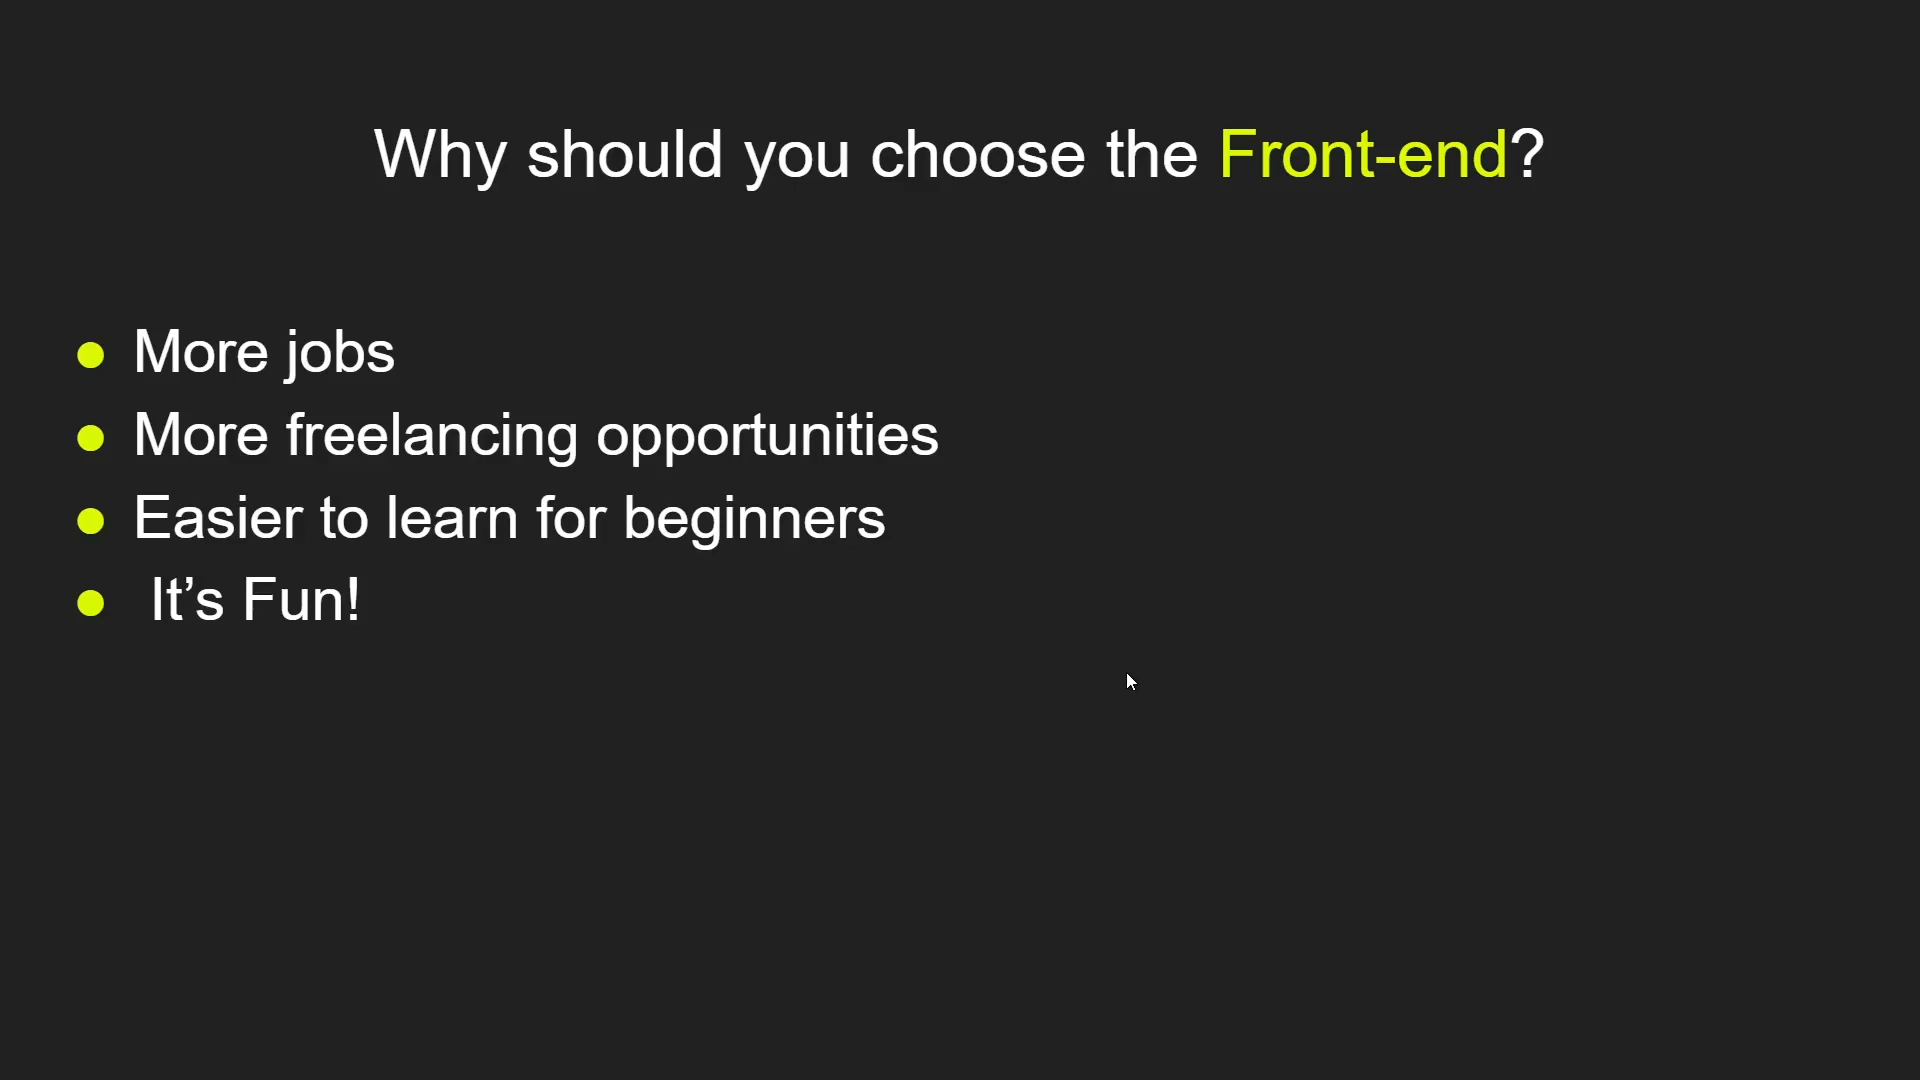 Why should you choose the Front-end?
● More jobs
● More freelancing opportunities
● Easier to learn for beginners
● It’s Fun!